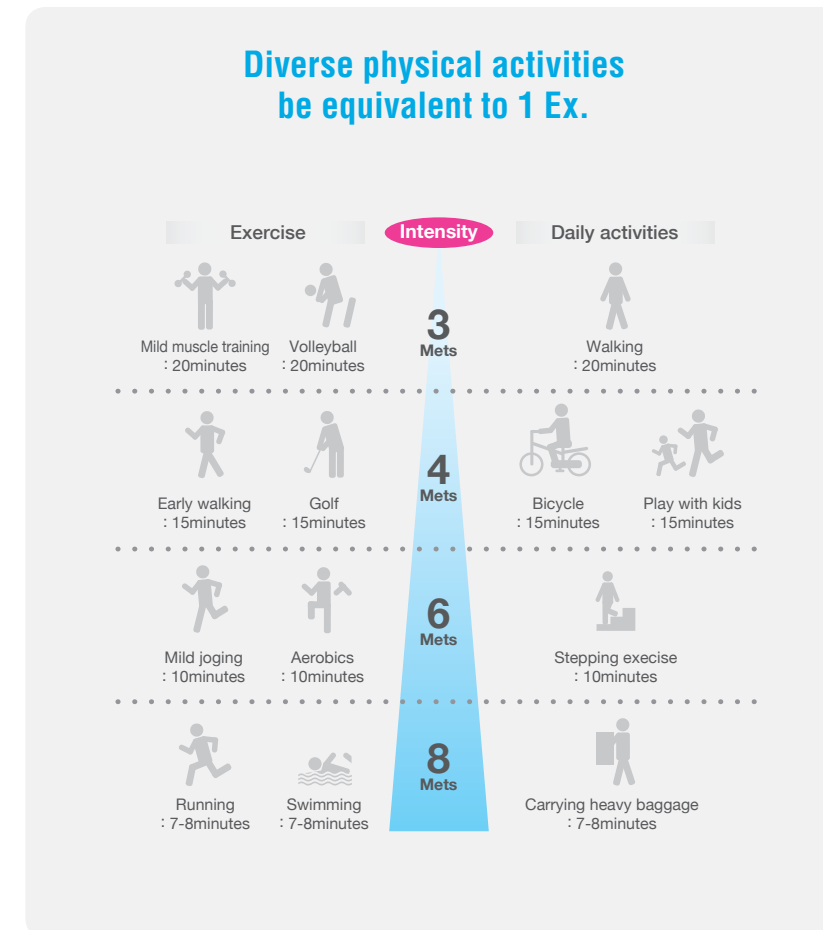 Diverse physical activities
be equivalent to 1 Ex.
Exercise
Intensity
Daily activities
Mild muscle training
: 20minutes
Volleyball
: 20minutes
3
Mets
Walking
: 20minutes
Early walking
: 15minutes
Golf
: 15minutes
4
Mets
Bicycle
: 15minutes
Play with kids
: 15minutes
Mild joging
: 10minutes
Aerobics
: 10minutes
6
Mets
Stepping execise
: 10minutes
Running
: 7-8minutes
Swimming
: 7-8minutes
8
Mets
Carrying heavy baggage
: 7-8minutes